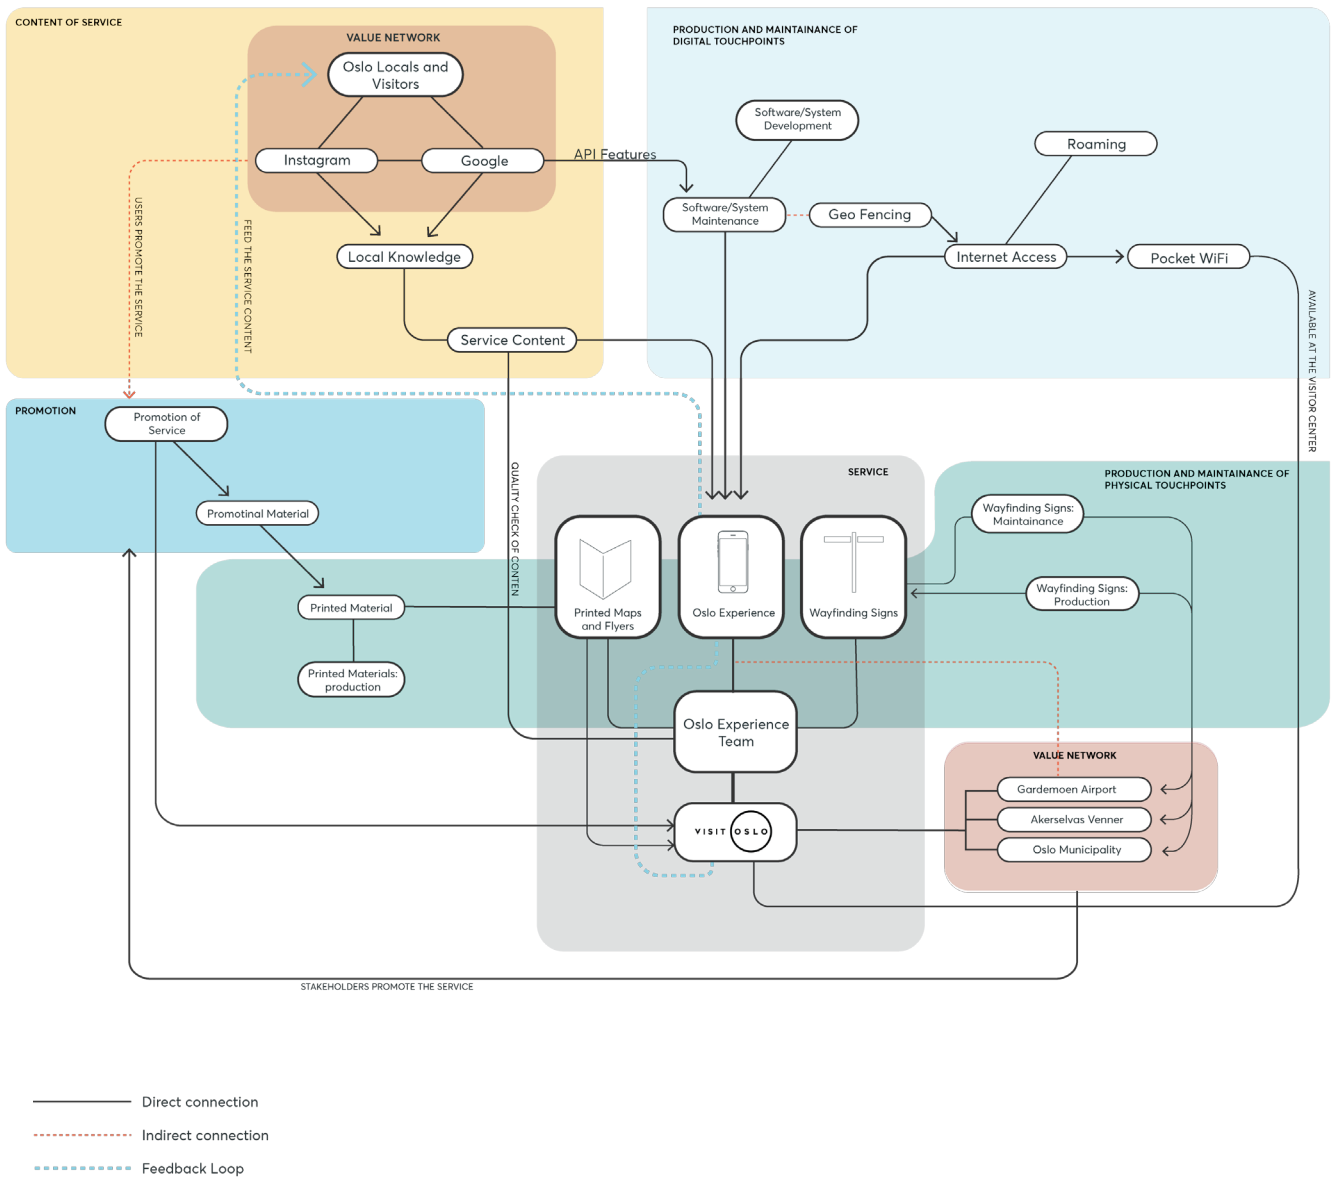 CONTENT OF SERVICE
VALUE NETWORK
Oslo Locals and
Visitors
Instagram
Google
API Features
Local Knowledge
Service Content
USERS PROMOTE THE SERVICE
FEED THE SERVICE CONTENT
PRODUCTION AND MAINTAINANCE OF
DIGITAL TOUCHPOINTS
Software/System
Development
Roaming
Software/System
Maintenance
Geo Fencing
Internet Access
Pocket WiFi
AVAILABLE AT THE VISITOR CENTER
PROMOTION
Promotion of
Service
Promotinal Material
QUALITY CHECK OF CONTEN
SERVICE
PRODUCTION AND MAINTAINANCE OF
PHYSICAL TOUCHPOINTS
Wayfinding Signs:
Maintainance
Wayfinding Signs:
Production
Printed Material
Printed Materials:
production
Printed Maps
and Flyers
Oslo Experience
Wayfinding Signs
Oslo Experience
Team
VISIT OSLO
VALUE NETWORK
Gardemoen Airport
Akerselvas Venner
Oslo Municipality
STAKEHOLDERS PROMOTE THE SERVICE
Direct connection
Indirect connection
Feedback Loop